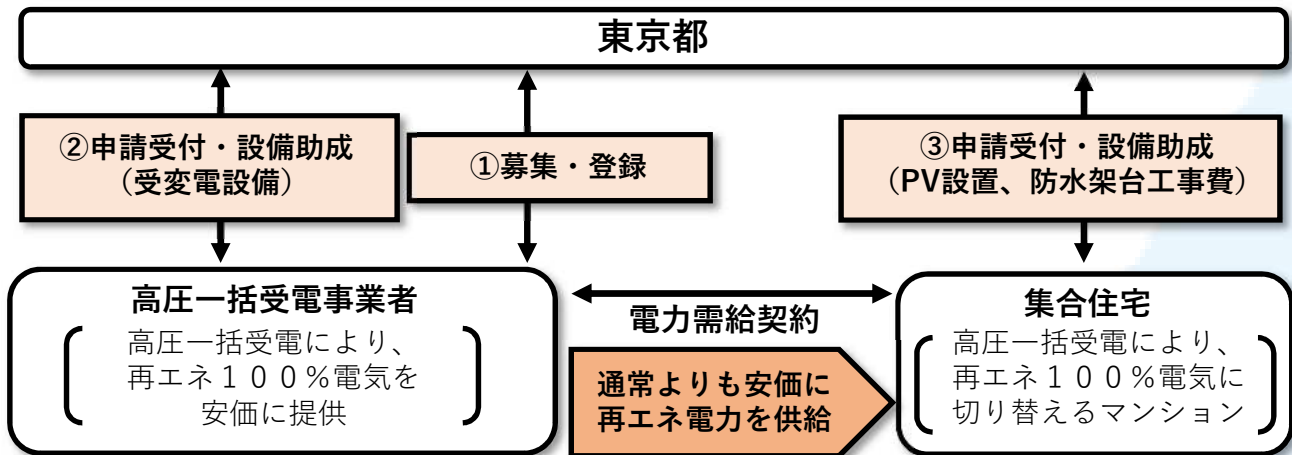 東京都
②申請受付・設備助成
（受変電設備）
①募集・登録
③申請受付・設備助成
（PV設置、防水架台工事費）
高圧一括受電事業者
高圧一括受電により、
再エネ１００％電気を
安価に提供
電力需給契約
通常よりも安価に
再エネ電力を供給
集合住宅
高圧一括受電により、
再エネ１００％電気に
切り替えるマンション